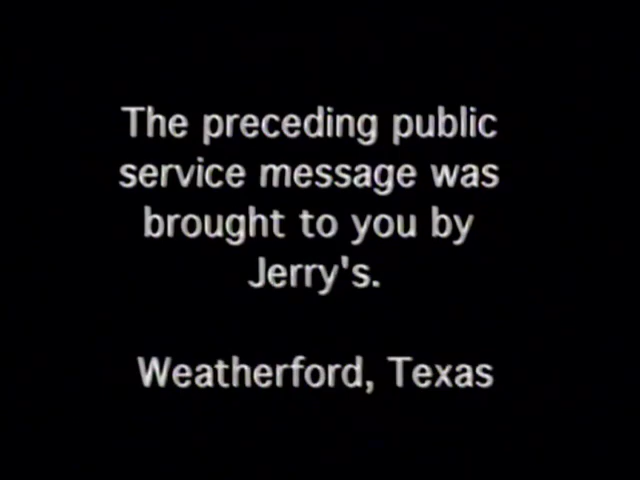 The preceding public
service message was
brought to you by
Jerry's.
Weatherford, Texas